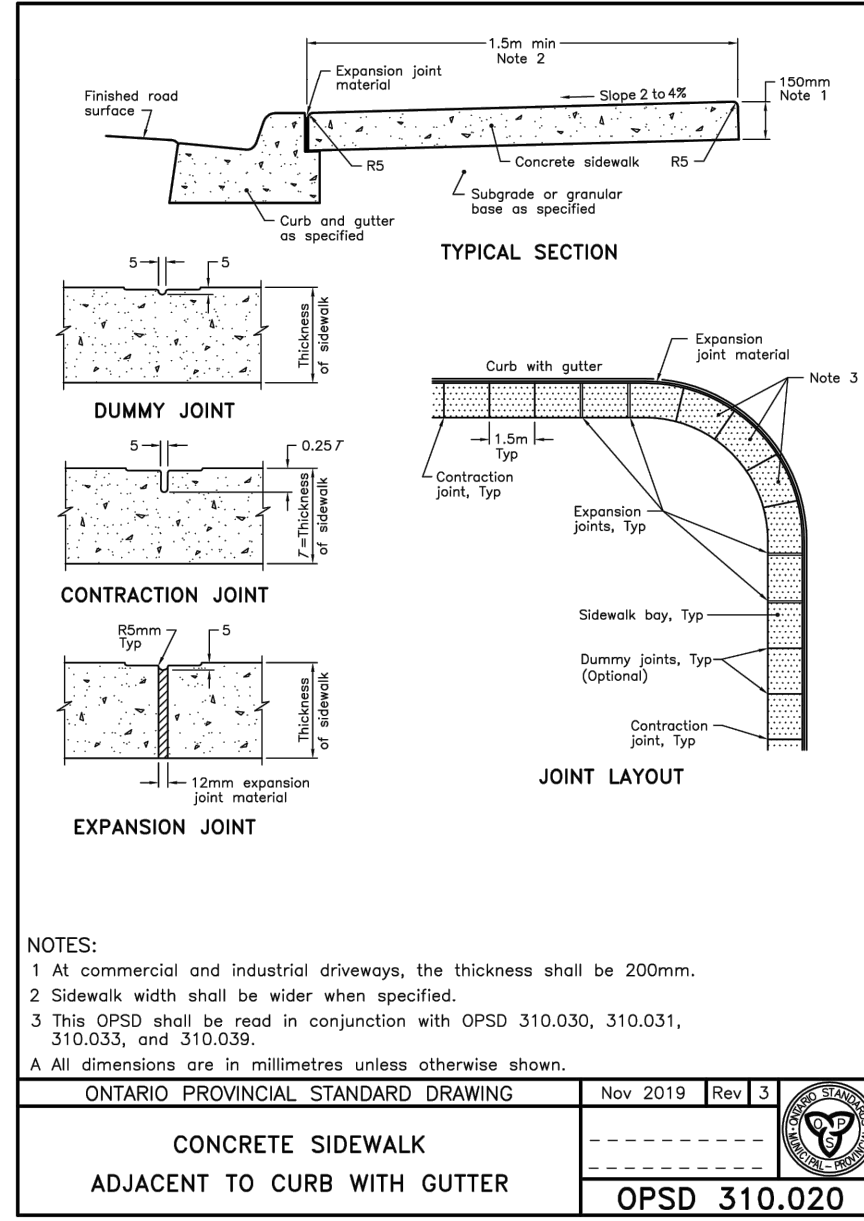 1.5m min
Note 2
Expansion joint
material
Finished road
surface
Slope 2 to 4%
150mm
Note 1
R5
Concrete sidewalk
R5
Subgrade or granular
base as specified
Curb and gutter
as specified
TYPICAL SECTION
5
5
Thickness
of sidewalk
DUMMY JOINT
5
0.25T
T=Thickness
of sidewalk
CONTRACTION JOINT
R5mm
Typ
5
Thickness
of sidewalk
12mm expansion
joint material
EXPANSION JOINT
Curb with gutter
Expansion
joint material
Note 3
1.5m
Typ
Contraction
joint, Typ
Expansion
joints, Typ
Sidewalk bay, Typ
Dummy joints, Typ
(Optional)
Contraction
joint, Typ
JOINT LAYOUT
NOTES:
1 At commercial and industrial driveways, the thickness shall be 200mm.
2 Sidewalk width shall be wider when specified.
3 This OPSD shall be read in conjunction with OPSD 310.030, 310.031,
310.033, and 310.039.
A All dimensions are in millimetres unless otherwise shown.
ONTARIO PROVINCIAL STANDARD DRAWING
Nov 2019
Rev
3
CONCRETE SIDEWALK
ADJACENT TO CURB WITH GUTTER
OPSD 310.020
OPS